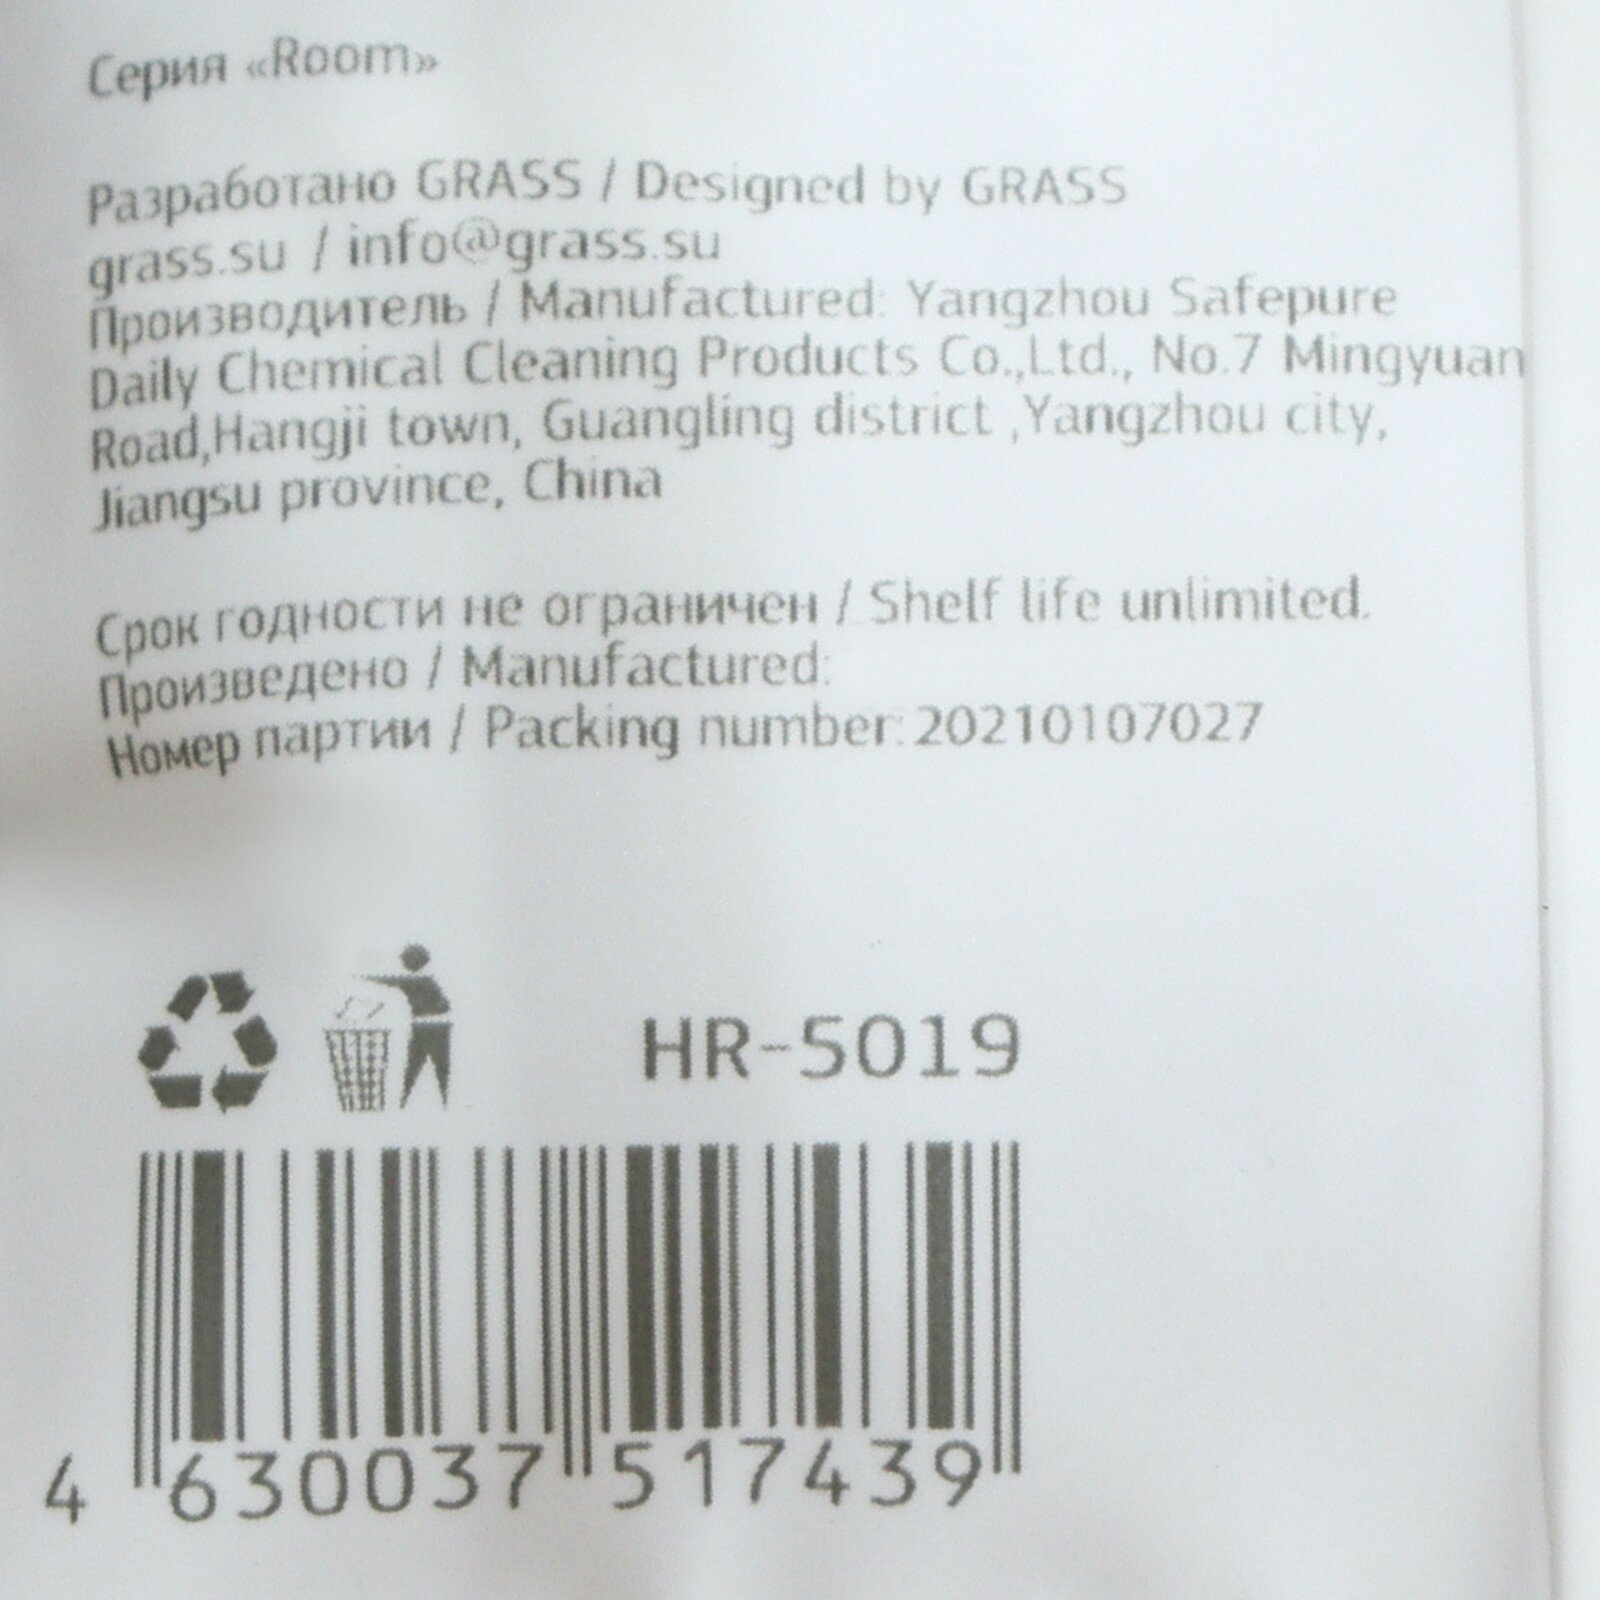 Серия «Room»
Разработано GRASS / Designed by GRASS
grass.su / info@grass.su
Производитель / Manufactured: Yangzhou Safepure
Daily Chemical Cleaning Products Co.,Ltd., No.7 Mingyuan
Road,Hangji town, Guangling district ,Yangzhou city,
Jiangsu province, China
Срок годности не ограничен / Shelf life unlimited.
Произведено / Manufactured:
Номер партии / Packing number: 20210107027
HR-5019
4 630037 517439